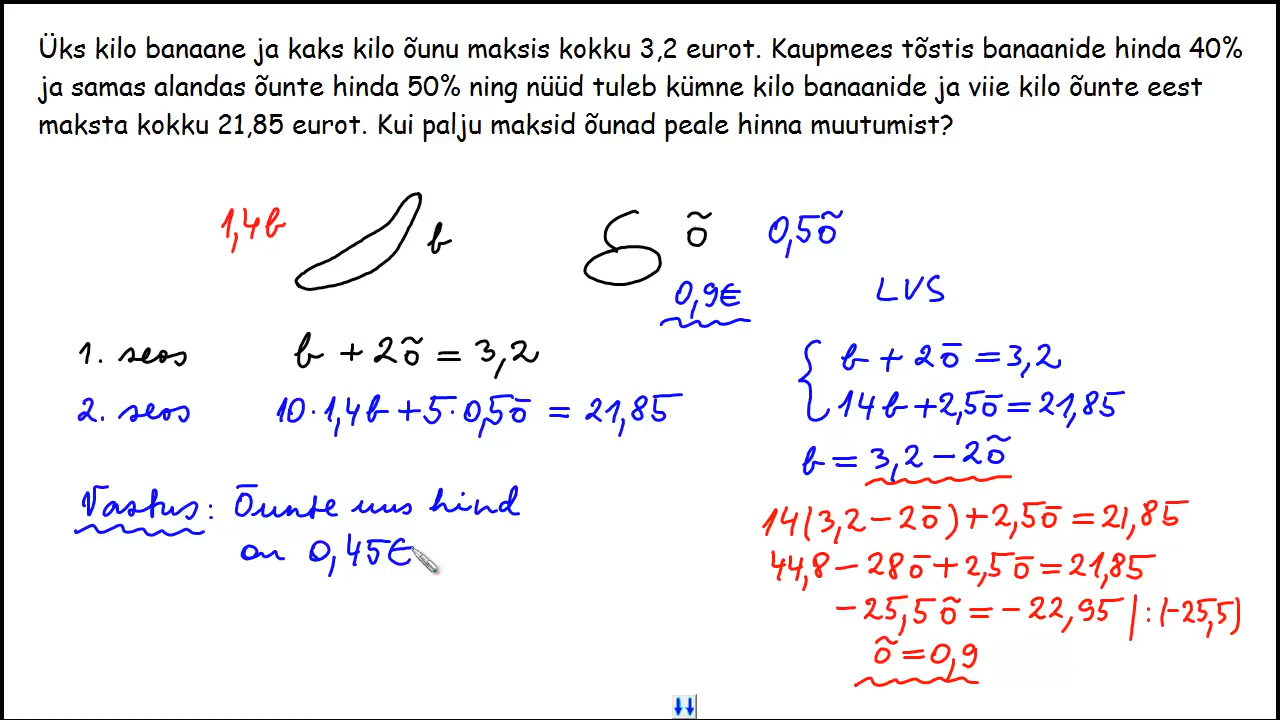 Üks kilo banaane ja kaks kilo õunu maksis kokku 3,2 eurot. Kaupmees tõstis banaanide hinda 40%
ja samas alandas õunte hinda 50% ning nüüd tuleb kümne kilo banaanide ja viie kilo õunte eest
maksta kokku 21,85 eurot. Kui palju maksid õunad peale hinna muutumist?
1,4b
b
õ
0,5õ
0,9€
1. seos b + 2õ = 3,2
2. seos 10·1,4b + 5·0,5õ = 21,85
Vastus: Õunte uus hind
on 0,45€
LVS
{ b + 2õ = 3,2
14b + 2,5õ = 21,85
b = 3,2 - 2õ
14(3,2 - 2õ) + 2,5õ = 21,85
44,8 - 28õ + 2,5õ = 21,85
-25,5õ = -22,95 | : (-25,5)
õ = 0,9